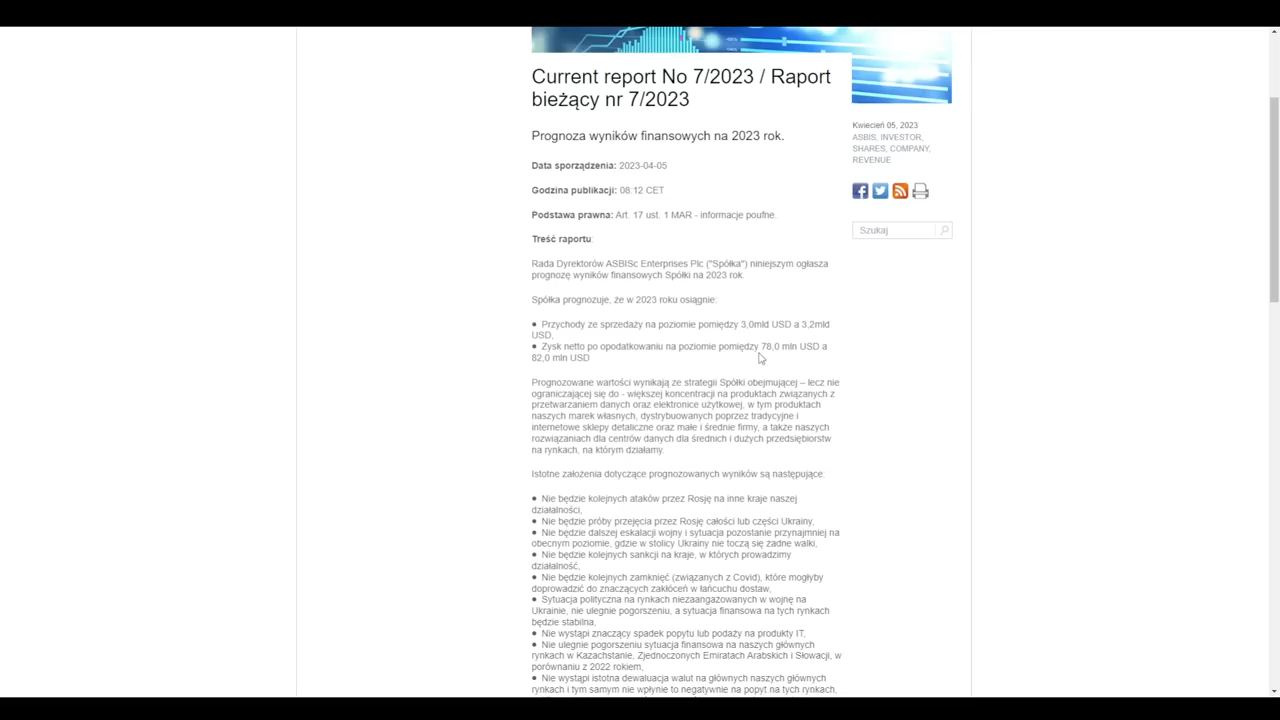 Current report No 7/2023 / Raport
bieżący nr 7/2023
Prognoza wyników finansowych na 2023 rok.
Data sporządzenia: 2023-04-05
Godzina publikacji: 08:12 CET
Podstawa prawna: Art. 17 ust. 1 MAR - informacje poufne.
Treść raportu:
Rada Dyrektorów ASBISc Enterprises Plc ("Spółka") niniejszym ogłasza
prognozę wyników finansowych Spółki na 2023 rok.
Spółka prognozuje, że w 2023 roku osiągnie:
● Przychody ze sprzedaży na poziomie pomiędzy 3,0mld USD a 3,2mld
USD,
● Zysk netto po opodatkowaniu na poziomie pomiędzy 78,0 mln USD a
82,0 mln USD
Prognozowane wartości wynikają ze strategii Spółki obejmującej – lecz nie
ograniczającej się do - większej koncentracji na produktach związanych z
przetwarzaniem danych oraz elektronice użytkowej, w tym produktach
naszych marek własnych, dystrybuowanych poprzez tradycyjne i
internetowe sklepy detaliczne oraz małe i średnie firmy, a także naszych
rozwiązaniach dla centrów danych dla średnich i dużych przedsiębiorstw
na rynkach, na którym działamy.
Istotne założenia dotyczące prognozowanych wyników są następujące:
● Nie będzie kolejnych ataków przez Rosję na inne kraje naszej
działalności,
● Nie będzie próby przejęcia przez Rosję całości lub części Ukrainy,
● Nie będzie dalszej eskalacji wojny i sytuacja pozostanie przynajmniej na
obecnym poziomie, gdzie w stolicy Ukrainy nie toczą się żadne walki,
● Nie będzie kolejnych sankcji na kraje, w których prowadzimy
działalność,
● Nie będzie kolejnych zamknięć (związanych z Covid), które mogłyby
doprowadzić do znaczących zakłóceń w łańcuchu dostaw,
● Sytuacja polityczna na rynkach niezaangażowanych w wojnę na
Ukrainie, nie ulegnie pogorszeniu, a sytuacja finansowa na tych rynkach
będzie stabilna,
● Nie wystąpi znaczący spadek popytu lub podaży na produkty IT,
● Nie ulegnie pogorszeniu sytuacja finansowa na naszych głównych
rynkach w Kazachstanie, Zjednoczonych Emiratach Arabskich i Słowacji, w
porównaniu z 2022 rokiem,
● Nie wystąpi istotna dewaluacja walut na głównych naszych głównych
rynkach i tym samym nie wpłynie to negatywnie na popyt na tych rynkach,
Kwiecień 05, 2023
ASBIS, INVESTOR,
SHARES, COMPANY,
REVENUE
Szukaj